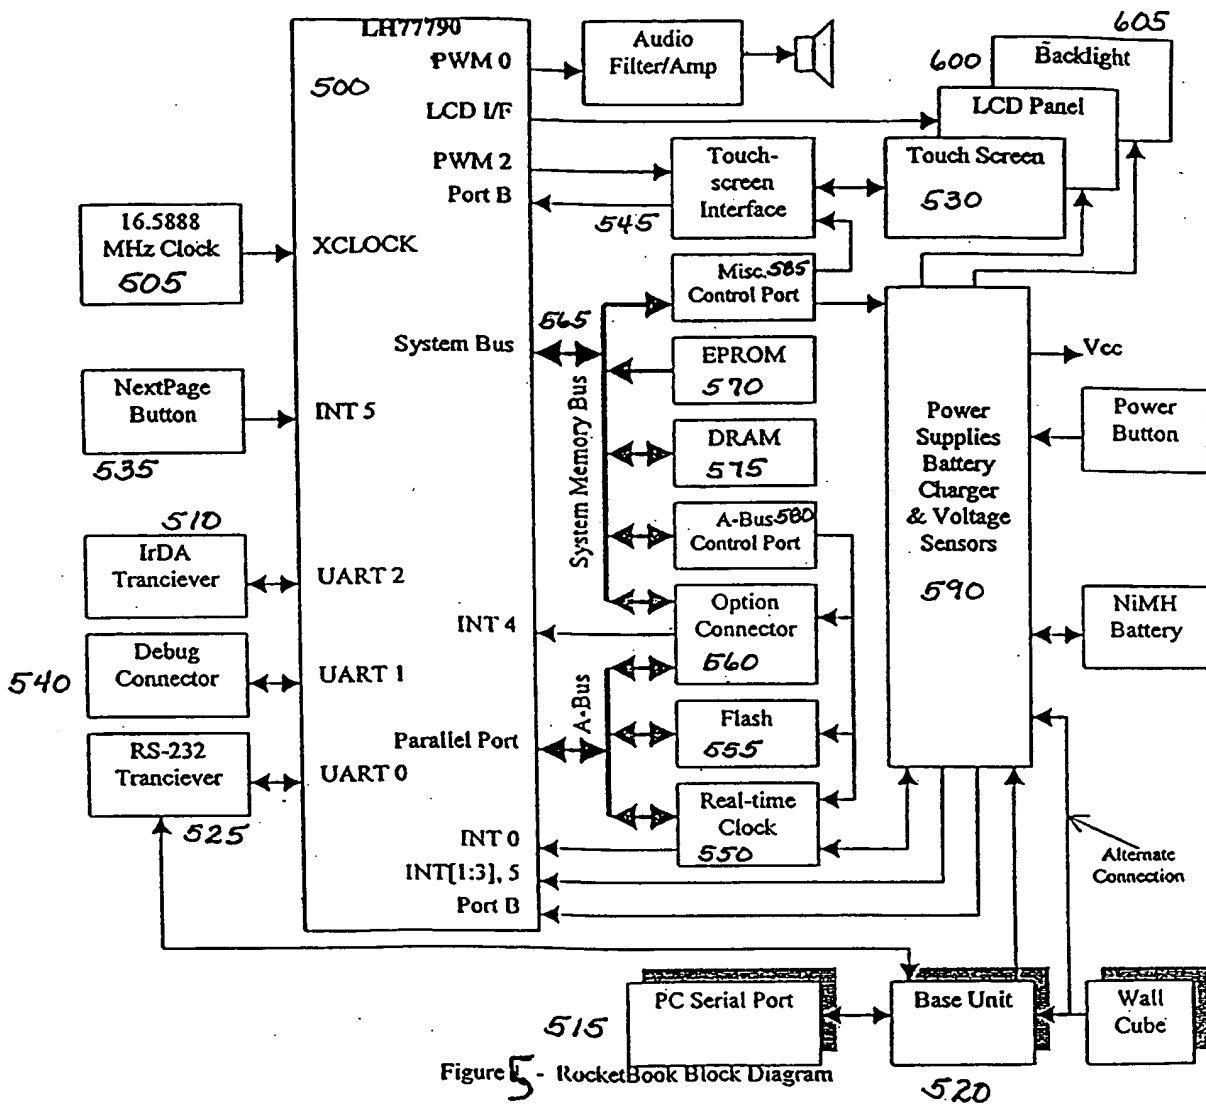 LH77790
500
PWM 0
LCD I/F
PWM 2
Port B
XCLOCK
System Bus
INT 5
UART 2
INT 4
UART 1
Parallel Port
UART 0
INT 0
INT[1:3], 5
Port B
Audio
Filter/Amp
605
600
Backlight
LCD Panel
Touch Screen
530
Touch-
screen
Interface
545
16.5888
MHz Clock
605
NextPage
Button
535
510
IrDA
Tranciever
540
Debug
Connector
RS-232
Tranciever
525
565
System Memory Bus
A-Bus
Misc. 585
Control Port
EPROM
570
DRAM
575
A-Bus 580
Control Port
Option
Connector
560
Flash
555
Real-time
Clock
550
Power
Supplies
Battery
Charger
& Voltage
Sensors
590
Vcc
Power
Button
NiMH
Battery
Alternate
Connection
PC Serial Port
515
Base Unit
520
Wall
Cube
Figure 5 - RocketBook Block Diagram